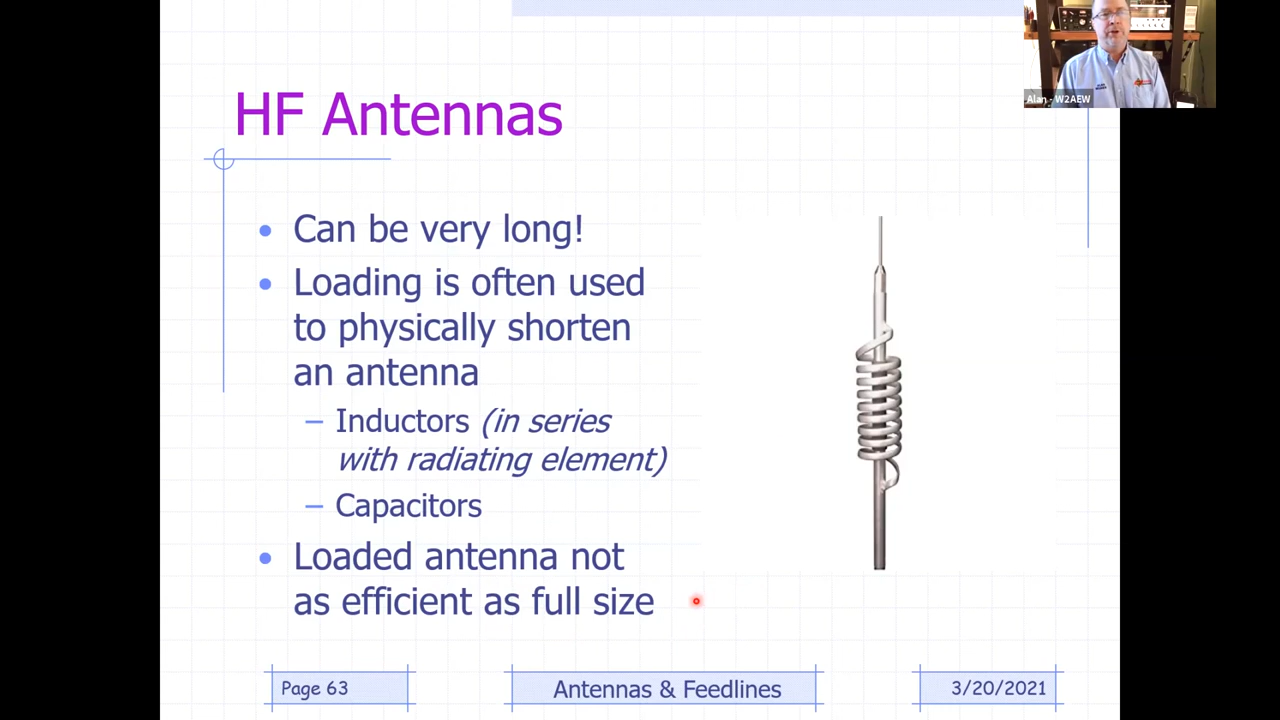 Alan - W2AEW
HF Antennas
Can be very long!
Loading is often used
to physically shorten
an antenna
– Inductors (in series
with radiating element)
– Capacitors
Loaded antenna not
as efficient as full size
Page 63
Antennas & Feedlines
3/20/2021